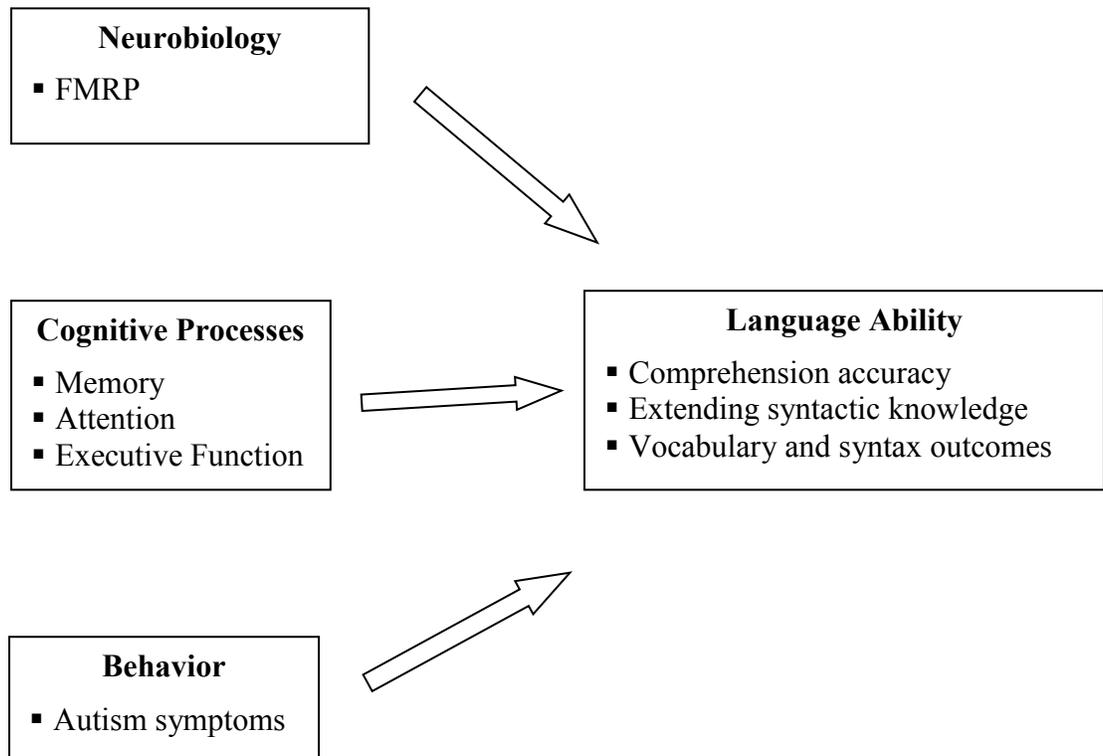 Neurobiology
▪ FMRP
Cognitive Processes
▪ Memory
▪ Attention
▪ Executive Function
Language Ability
▪ Comprehension accuracy
▪ Extending syntactic knowledge
▪ Vocabulary and syntax outcomes
Behavior
▪ Autism symptoms